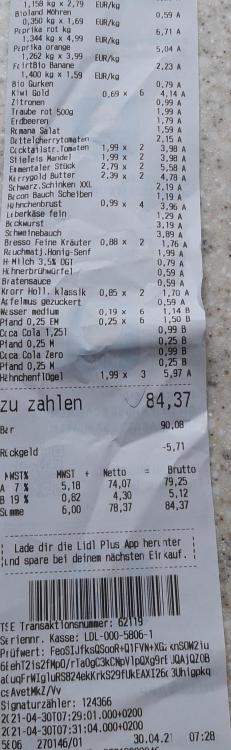 1,158 kg x 2,79 EUR/kg
Bioland Möhren 0,59 A
0,350 kg x 1,69 EUR/kg
Paprika rot kg 6,71 A
1,344 kg x 4,99 EUR/kg
Paprika orange 5,04 A
1,262 kg x 3,99 EUR/kg
FairtBio Banane 2,23 A
1,400 kg x 1,59 EUR/kg
Bio Gurken 0,79 A
Kiwi Gold 0,69 x 6 4,14 A
Zitronen 0,99 A
Traube rot 500g 1,99 A
Erdbeeren 1,79 A
Romana Salat 1,59 A
Dattelcherrytomaten 2,15 A
Cocktailstr.Tomaten 1,99 x 2 3,98 A
Stieleis Mandel 1,99 x 2 3,98 A
Emmentaler Stück 2,79 x 2 5,58 A
Kerrygold Butter 2,39 x 2 4,78 A
Schwarz.Schinken XXL 2,19 A
Bacon Bauch Scheiben 1,19 A
Hähnchenbrust 0,99 x 4 3,96 A
Leberkäse fein 1,29 A
Bockwurst 3,19 A
Schweinebauch 3,89 A
Bresso Feine Kräuter 0,88 x 2 1,76 A
Rauchmatj.Honig-Senf 1,99 A
H-Milch 3,5% 0,79 A
Hühnerbrühwürfel 0,59 A
Bratensauce 0,59 A
Knorr Holl. klassik 0,85 x 2 1,70 A
Apfelmus gezuckert 0,59 A
Wasser medium 0,19 x 6 1,14 B
Pfand 0,25 EM 0,25 x 6 1,50 B
Coca Cola 1,25l 0,99 B
Pfand 0,25 M 0,25 B
Coca Cola Zero 0,99 B
Pfand 0,25 M 0,25 B
Hähnchenflügel 1,99 x 3 5,97 A
zu zahlen 84,37
Bar 90,08
Rückgeld -5,71
MWST% MWST + Netto = Brutto
A 7 % 5,18 74,07 79,25
B 19 % 0,82 4,30 5,12
Summe 6,00 78,37 84,37
Lade dir die Lidl Plus App herunter
und spare bei deinem nächsten Einkauf.
TSE Transaktionsnummer: 62119
Seriennr. Kasse: LDL-000-5806-1
Signaturzähler: 124366
2021-04-30T07:29:01.000+0200
2021-04-30T07:31:04.000+0200
5806 270146/01 30.04.21 07:28